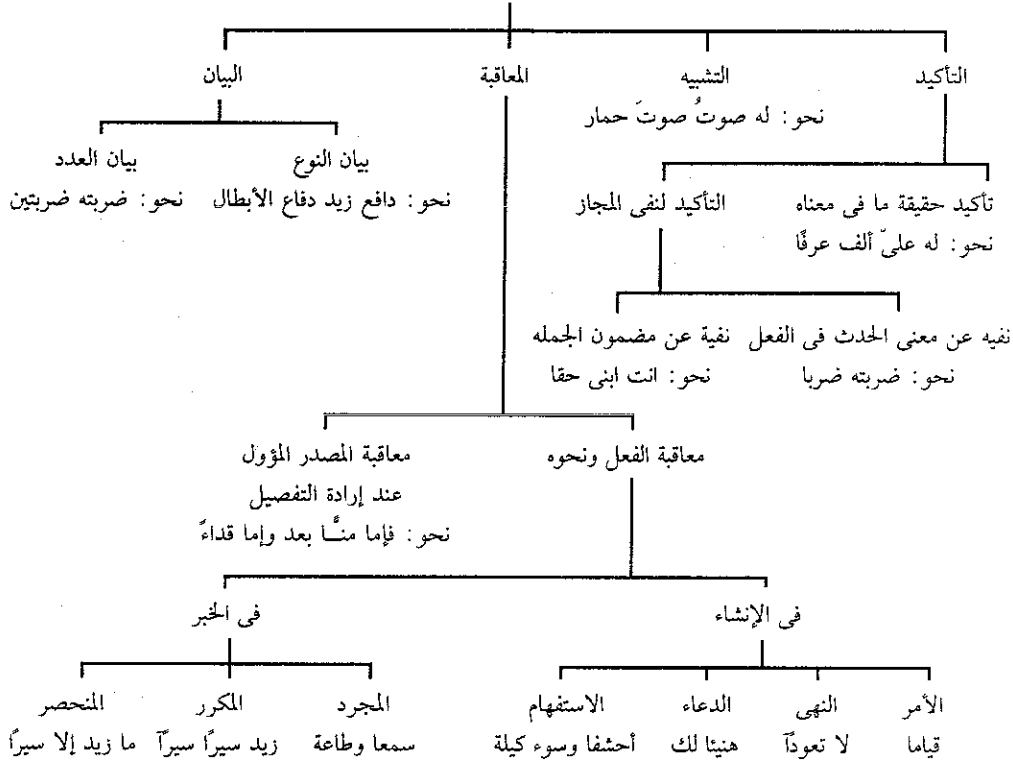 التأكيد التشبيه المعاقبة البيان
نحو: له صوتُ صوتَ حمار
بيان النوع بيان العدد
تأكيد حقيقة ما فى معناه التأكيد لنفى المجاز نحو: دافع زيد دفاع الأبطال نحو: ضربته ضربتين
نحو: له علىّ ألف عرفًا
نفيه عن معنى الحدث فى الفعل نفية عن مضمون الجمله
نحو: ضربته ضربا نحو: انت ابنى حقا
معاقبة الفعل ونحوه معاقبة المصدر المؤول
عند إرادة التفصيل
نحو: فإما منًّا بعد وإما قداءً
فى الإنشاء فى الخبر
الأمر النهى الدعاء الاستفهام المجرد المكرر المنحصر
قياما لا تعودًا هنيئا لك أحشفا وسوء كيلة سمعا وطاعة زيد سيرًا سيرًا ما زيد إلا سيرًا